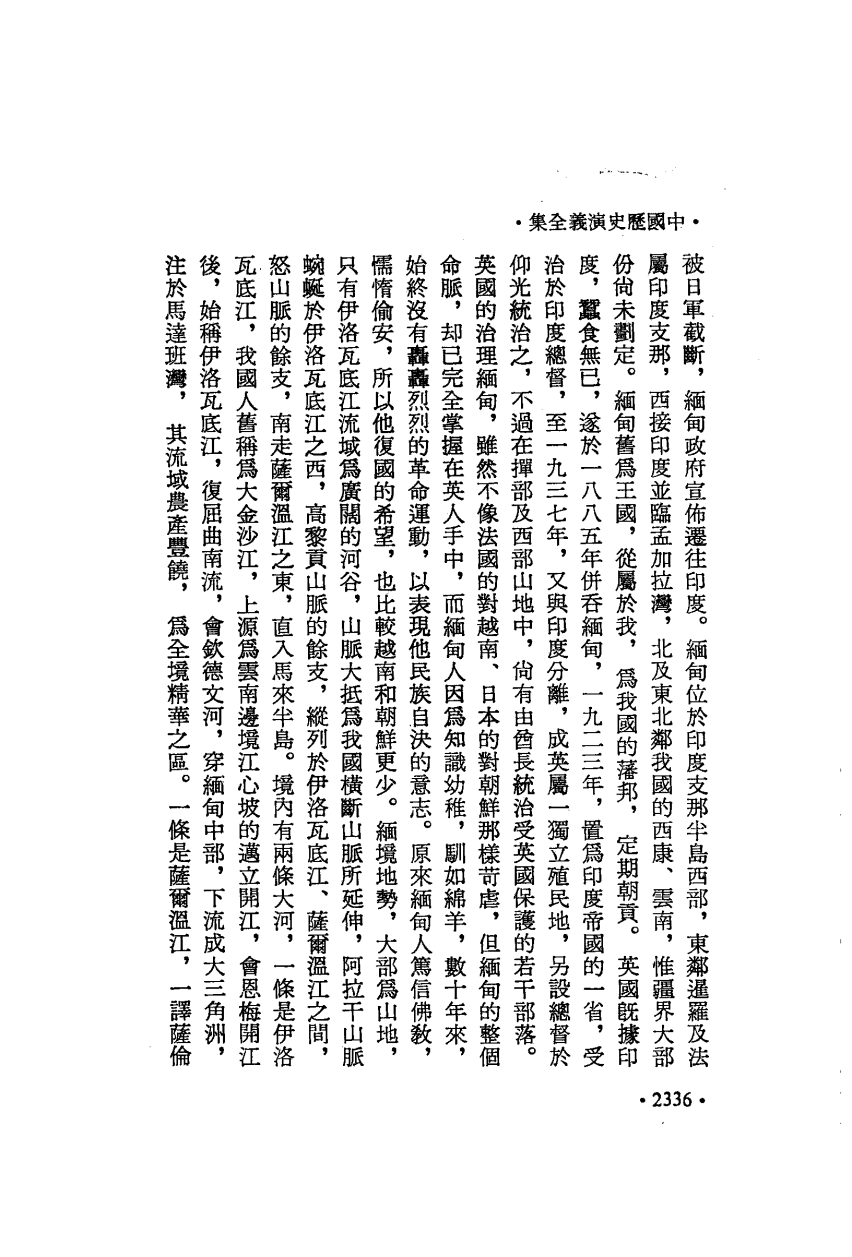 ·中國歷史演義全集·
被日軍截斷，緬甸政府宣佈遷往印度。緬甸位於印度支那半島西部，東鄰暹羅及法
屬印度支那，西接印度並臨孟加拉灣，北及東北鄰我國的西康、雲南，惟疆界大部
份尙未劃定。緬甸舊爲王國，從屬於我，爲我國的藩邦，定期朝貢。英國旣據印
度，蠶食無已，遂於一八八五年併吞緬甸，一九二三年，置爲印度帝國的一省，受
治於印度總督，至一九三七年，又與印度分離，成英屬一獨立殖民地，另設總督於
仰光統治之，不過在撣部及西部山地中，尙有由酋長統治受英國保護的若干部落。
英國的治理緬甸，雖然不像法國的對越南、日本的對朝鮮那樣苛虐，但緬甸的整個
命脈，却已完全掌握在英人手中，而緬甸人因爲知識幼稚，馴如綿羊，數十年來，
始終沒有轟轟烈烈的革命運動，以表現他民族自決的意志。原來緬甸人篤信佛敎，
懦惰偷安，所以他復國的希望，也比較越南和朝鮮更少。緬境地勢，大部爲山地，
只有伊洛瓦底江流域爲廣闊的河谷，山脈大抵爲我國橫斷山脈所延伸，阿拉干山脈
蜿蜒於伊洛瓦底江之西，高黎貢山脈的餘支，縱列於伊洛瓦底江、薩爾溫江之間，
怒山脈的餘支，南走薩爾溫江之東，直入馬來半島。境內有兩條大河，一條是伊洛
瓦底江，我國人舊稱爲大金沙江，上源爲雲南邊境江心坡的邁立開江，會恩梅開江
後，始稱伊洛瓦底江，復屈曲南流，會欽德文河，穿緬甸中部，下流成大三角洲，
注於馬達班灣，其流域農產豐饒，爲全境精華之區。一條是薩爾溫江，一譯薩倫
·2336·